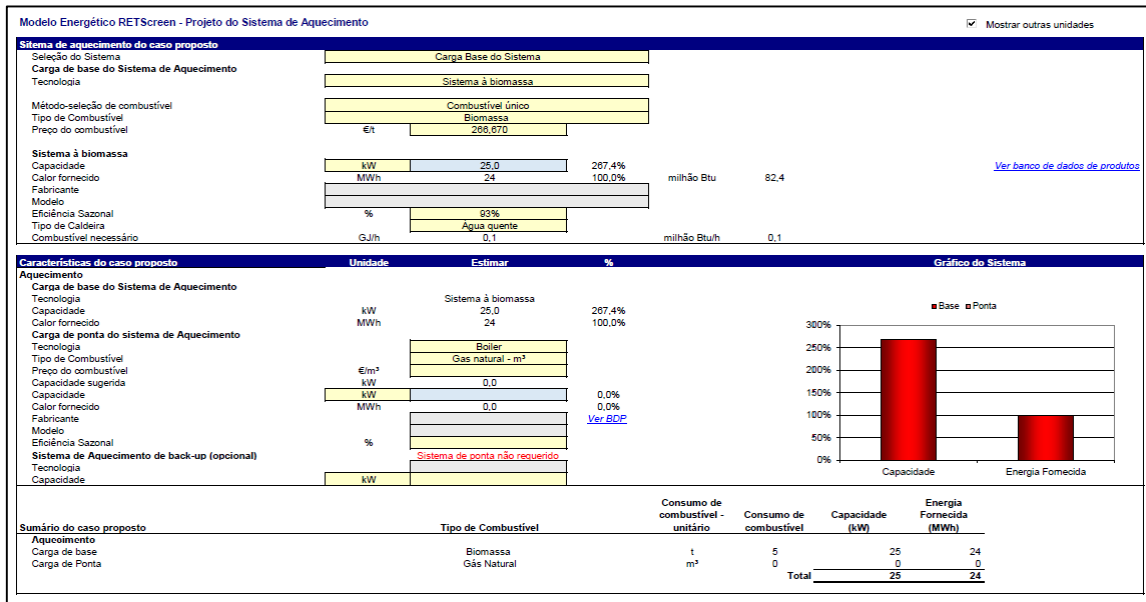 Modelo Energético RETScreen - Projeto do Sistema de Aquecimento
Mostrar outras unidades
Sitema de aquecimento do caso proposto
Seleção do Sistema Carga Base do Sistema
Carga de base do Sistema de Aquecimento
Tecnologia Sistema à biomassa
Método-seleção de combustível Combustível único
Tipo de Combustível Biomassa
Preço do combustível €/t 266,670
Sistema à biomassa
Capacidade kW 25,0 267,4% Ver banco de dados de produtos
Calor fornecido MWh 24 100,0% milhão Btu 82,4
Fabricante
Modelo
Eficiência Sazonal % 93%
Tipo de Caldeira Água quente
Combustível necessário GJ/h 0,1 milhão Btu/h 0,1
Características do caso proposto Unidade Estimar % Gráfico do Sistema
Aquecimento
Carga de base do Sistema de Aquecimento
Tecnologia Sistema à biomassa
Capacidade kW 25,0 267,4%
Calor fornecido MWh 24 100,0%
Carga de ponta do sistema de Aquecimento
Tecnologia Boiler
Tipo de Combustível Gas natural - m³
Preço do combustível €/m³
Capacidade sugerida kW 0,0
Capacidade kW 0,0%
Calor fornecido MWh 0,0 0,0%
Fabricante Ver BDP
Modelo
Eficiência Sazonal %
Sistema de Aquecimento de back-up (opcional) Sistema de ponta não requerido
Tecnologia
Capacidade kW
Base Ponta
300%
250%
200%
150%
100%
50%
0%
Capacidade Energia Fornecida
Sumário do caso proposto Tipo de Combustível Consumo de combustível - unitário Consumo de combustível Capacidade (kW) Energia Fornecida (MWh)
Aquecimento
Carga de base Biomassa t 5 25 24
Carga de Ponta Gás Natural m³ 0 0 0
Total 25 24